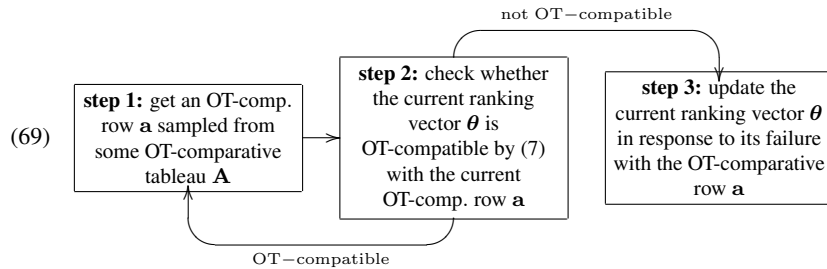 not OT−compatible
(69)
step 1: get an OT-comp.
row a sampled from
some OT-comparative
tableau A
step 2: check whether
the current ranking
vector θ is
OT-compatible by (7)
with the current
OT-comp. row a
step 3: update the
current ranking vector θ
in response to its failure
with the OT-comparative
row a
OT−compatible